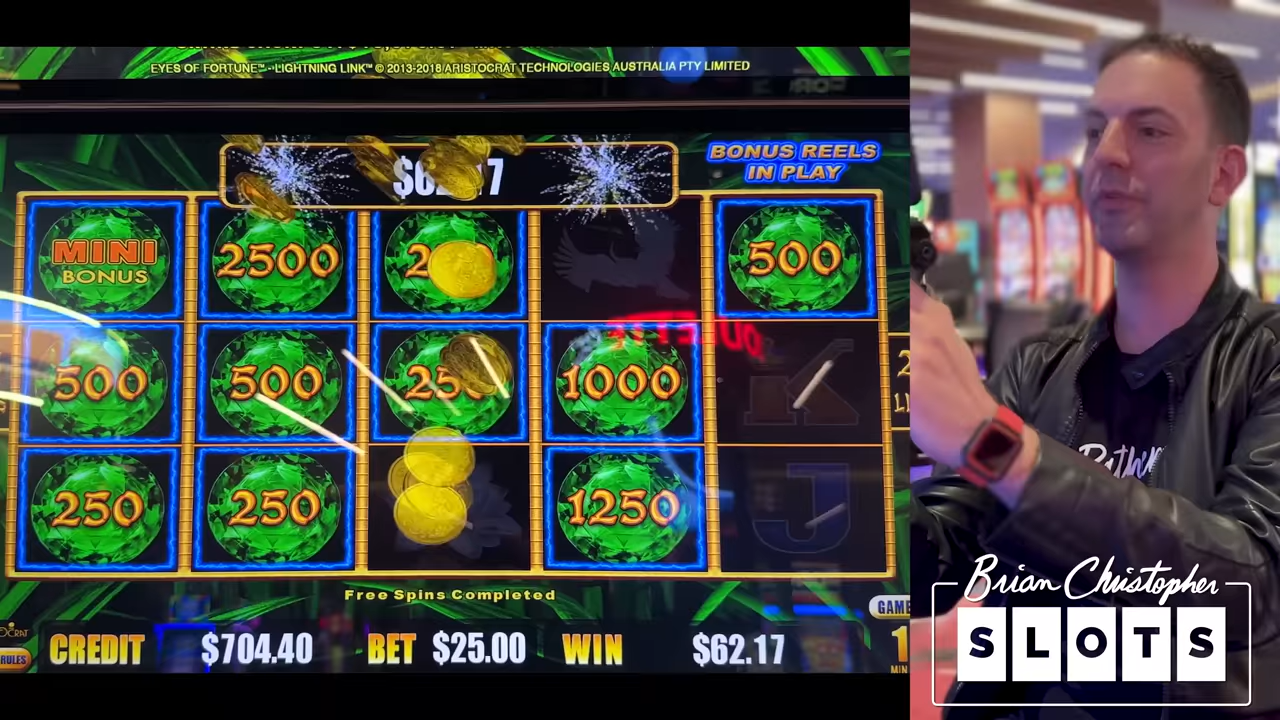 EYES OF FORTUNE™ - LIGHTNING LINK™ © 2013-2018 ARISTOCRAT TECHNOLOGIES AUSTRALIA PTY LIMITED
BONUS REELS
IN PLAY
MINI
BONUS
2500
500
500
500
1000
250
250
1250
K
J
Free Spins Completed
CREDIT $704.40 BET $25.00 WIN $62.17
RULES
GAME
Brian Christopher
SLOTS